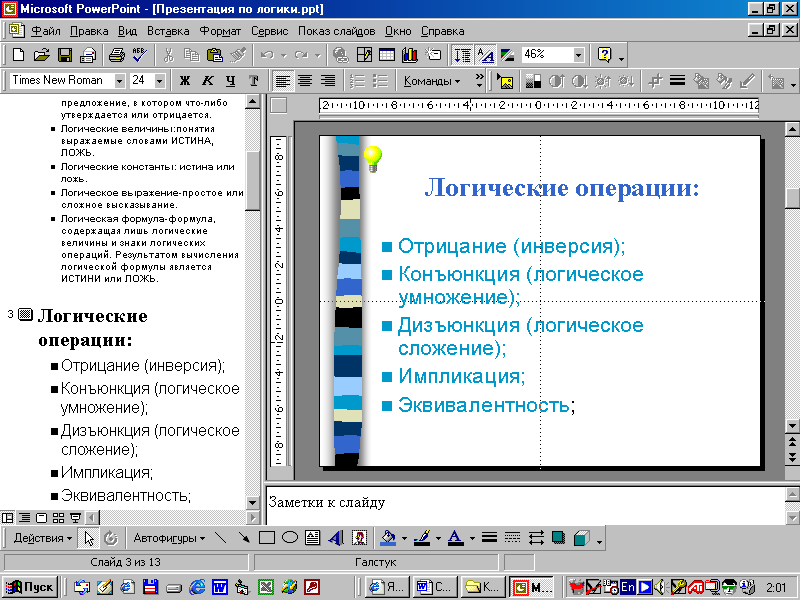 Microsoft PowerPoint - [Презентация по логики.ppt]
Файл Правка Вид Вставка Формат Сервис Показ слайдов Окно Справка
46%
Times New Roman 24 Ж К Ч Команды
предложение, в котором что-либо
утверждается или отрицается.
Логические величины:понятия
выражаемые словами ИСТИНА,
ЛОЖЬ.
Логические константы: истина или
ложь.
Логическое выражение-простое или
сложное высказывание.
Логическая формула-формула,
содержащая лишь логические
величины и знаки логических
операций. Результатом вычисления
логической формулы является
ИСТИНИ или ЛОЖЬ.
3 Логические
операции:
Отрицание (инверсия);
Конъюнкция (логическое
умножение);
Дизъюнкция (логическое
сложение);
Импликация;
Эквивалентность;
Логические операции:
Отрицание (инверсия);
Конъюнкция (логическое
умножение);
Дизъюнкция (логическое
сложение);
Импликация;
Эквивалентность;
Заметки к слайду
Действия Автофигуры
Слайд 3 из 13 Галстук
Пуск Я... С... К... М... En 2:01